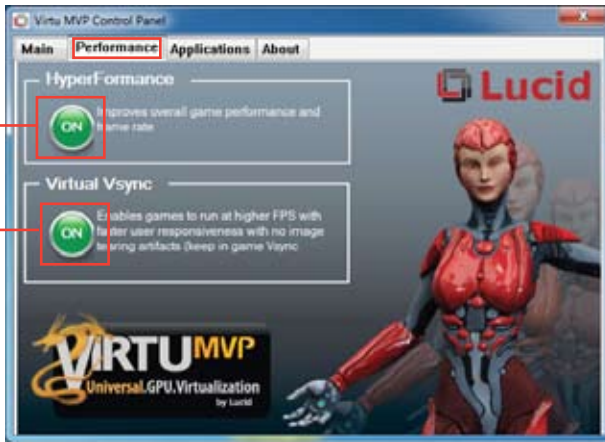 Virtu MVP Control Panel
Main Performance Applications About
HyperFormance
ON
Improves overall game performance and
frame rate
Virtual Vsync
ON
Enables games to run at higher FPS with
faster user responsiveness with no image
tearing artifacts (keep in game Vsync
Lucid
VIRTU MVP
Universal.GPU.Virtualization
by Lucid